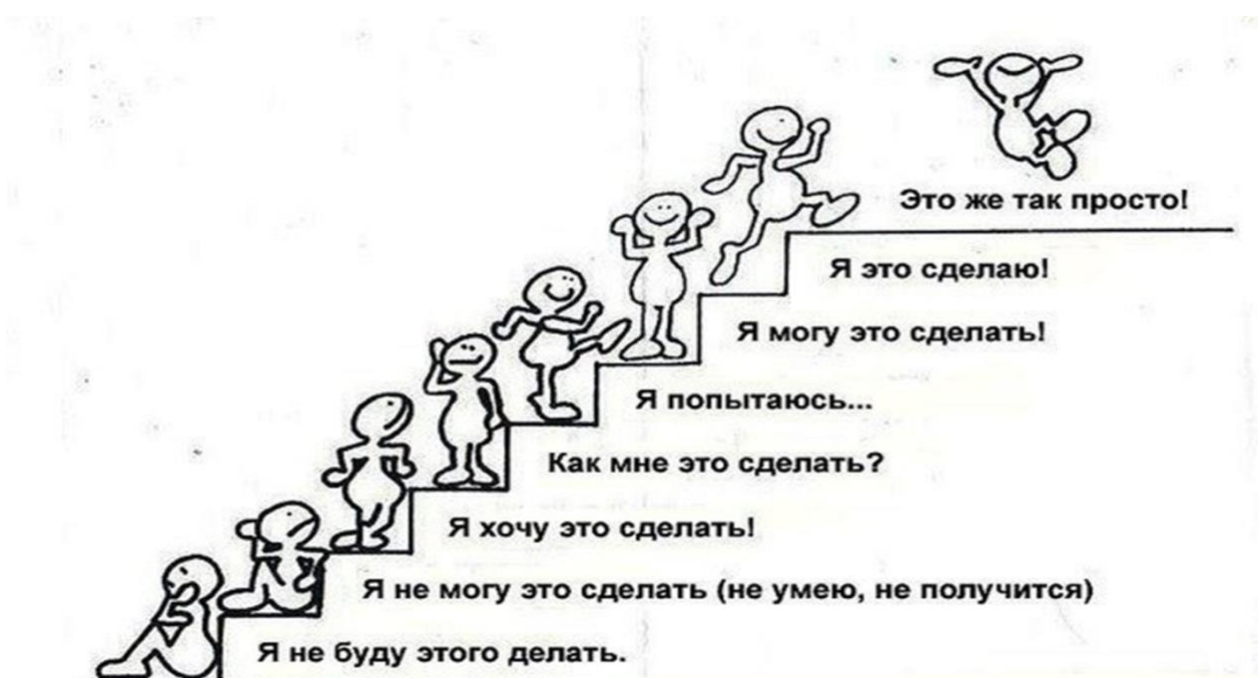 Это же так просто!
Я это сделаю!
Я могу это сделать!
Я попытаюсь...
Как мне это сделать?
Я хочу это сделать!
Я не могу это сделать (не умею, не получится)
Я не буду этого делать.